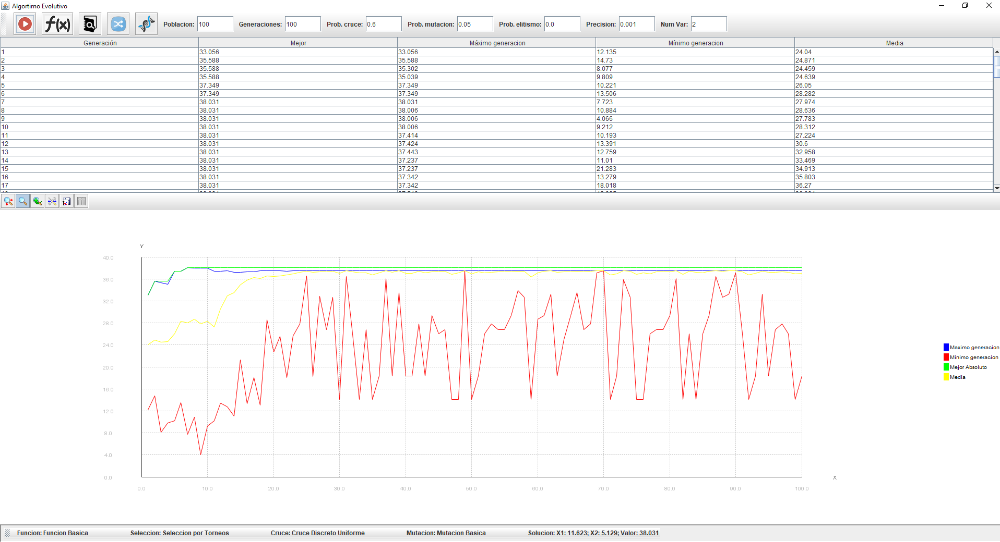 Algortimo Evolutivo
f(x) Poblacion: 100 Generaciones: 100 Prob. cruce: 0.6 Prob. mutacion: 0.05 Prob. elitismo: 0.0 Precision: 0.001 Num Var: 2
Generación Mejor Máximo generacion Mínimo generacion Media
1 33.056 33.056 12.135 24.04
2 35.588 35.588 14.73 24.871
3 35.588 35.302 8.077 24.459
4 35.588 35.039 9.809 24.639
5 37.349 37.349 10.221 26.05
6 37.349 37.349 13.506 28.282
7 38.031 38.031 7.723 27.974
8 38.031 38.006 10.884 28.636
9 38.031 38.006 4.066 27.783
10 38.031 38.006 9.212 28.312
11 38.031 37.414 10.193 27.224
12 38.031 37.424 13.391 30.6
13 38.031 37.443 12.759 32.958
14 38.031 37.237 11.01 33.469
15 38.031 37.237 21.283 34.913
16 38.031 37.342 13.279 35.803
17 38.031 37.342 18.018 36.27
Y
40.0
36.0
32.0
28.0
24.0
20.0
16.0
12.0
8.0
4.0
0.0
X
0.0 10.0 20.0 30.0 40.0 50.0 60.0 70.0 80.0 90.0 100.0
Maximo generacion
Minimo generacion
Mejor Absoluto
Media
Funcion: Funcion Basica Seleccion: Seleccion por Torneos Cruce: Cruce Discreto Uniforme Mutacion: Mutacion Basica Solucion: X1: 11.623; X2: 5.129; Valor: 38.031